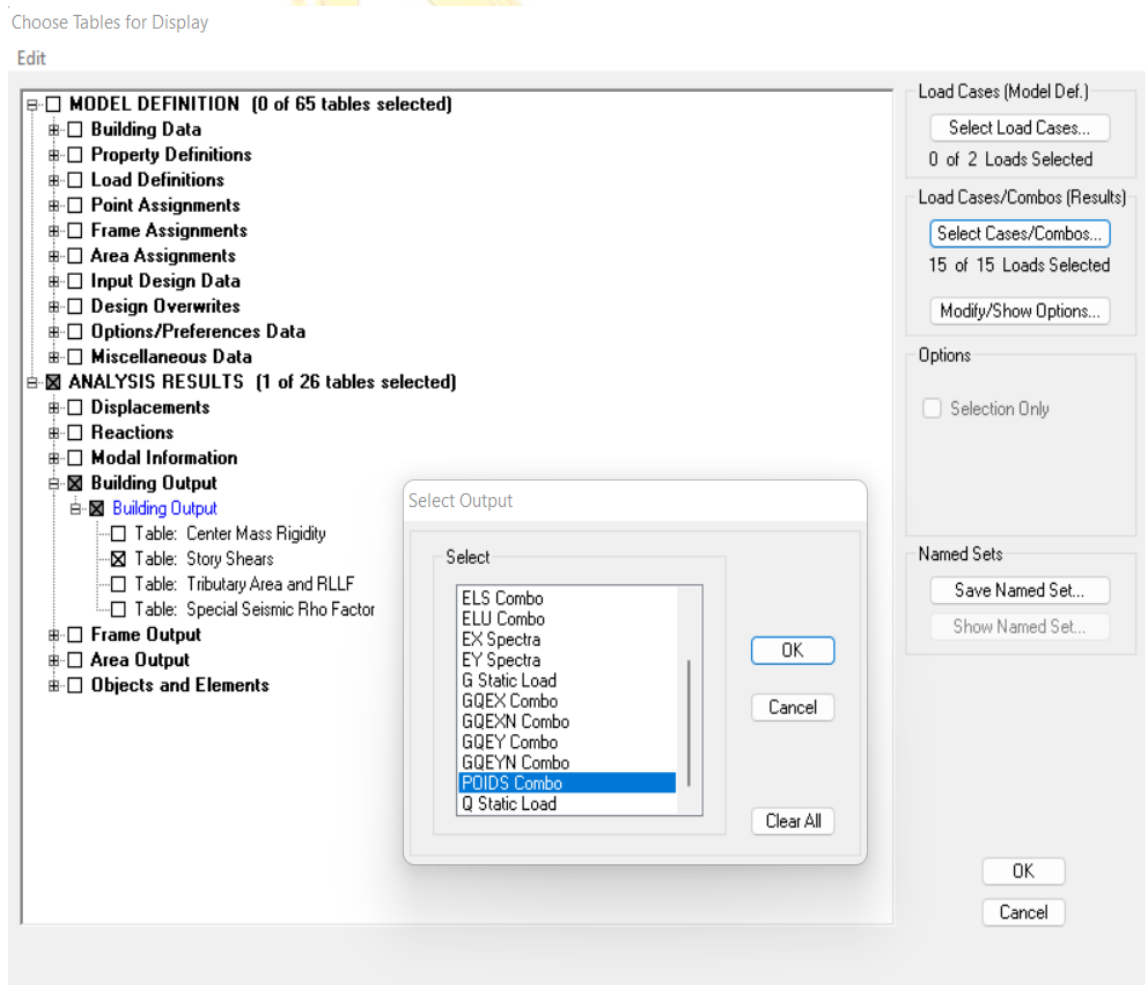 Choose Tables for Display
Edit
MODEL DEFINITION (0 of 65 tables selected)
Building Data
Property Definitions
Load Definitions
Point Assignments
Frame Assignments
Area Assignments
Input Design Data
Design Overwrites
Options/Preferences Data
Miscellaneous Data
ANALYSIS RESULTS (1 of 26 tables selected)
Displacements
Reactions
Modal Information
Building Output
Building Output
Table: Center Mass Rigidity
Table: Story Shears
Table: Tributary Area and RLLF
Table: Special Seismic Rho Factor
Frame Output
Area Output
Objects and Elements
Load Cases (Model Def.)
Select Load Cases...
0 of 2 Loads Selected
Load Cases/Combos (Results)
Select Cases/Combos...
15 of 15 Loads Selected
Modify/Show Options...
Options
Selection Only
Named Sets
Save Named Set...
Show Named Set...
OK
Cancel
Select Output
Select
ELS Combo
ELU Combo
EX Spectra
EY Spectra
G Static Load
GQEX Combo
GQEXN Combo
GQEY Combo
GQEYN Combo
POIDS Combo
Q Static Load
OK
Cancel
Clear All